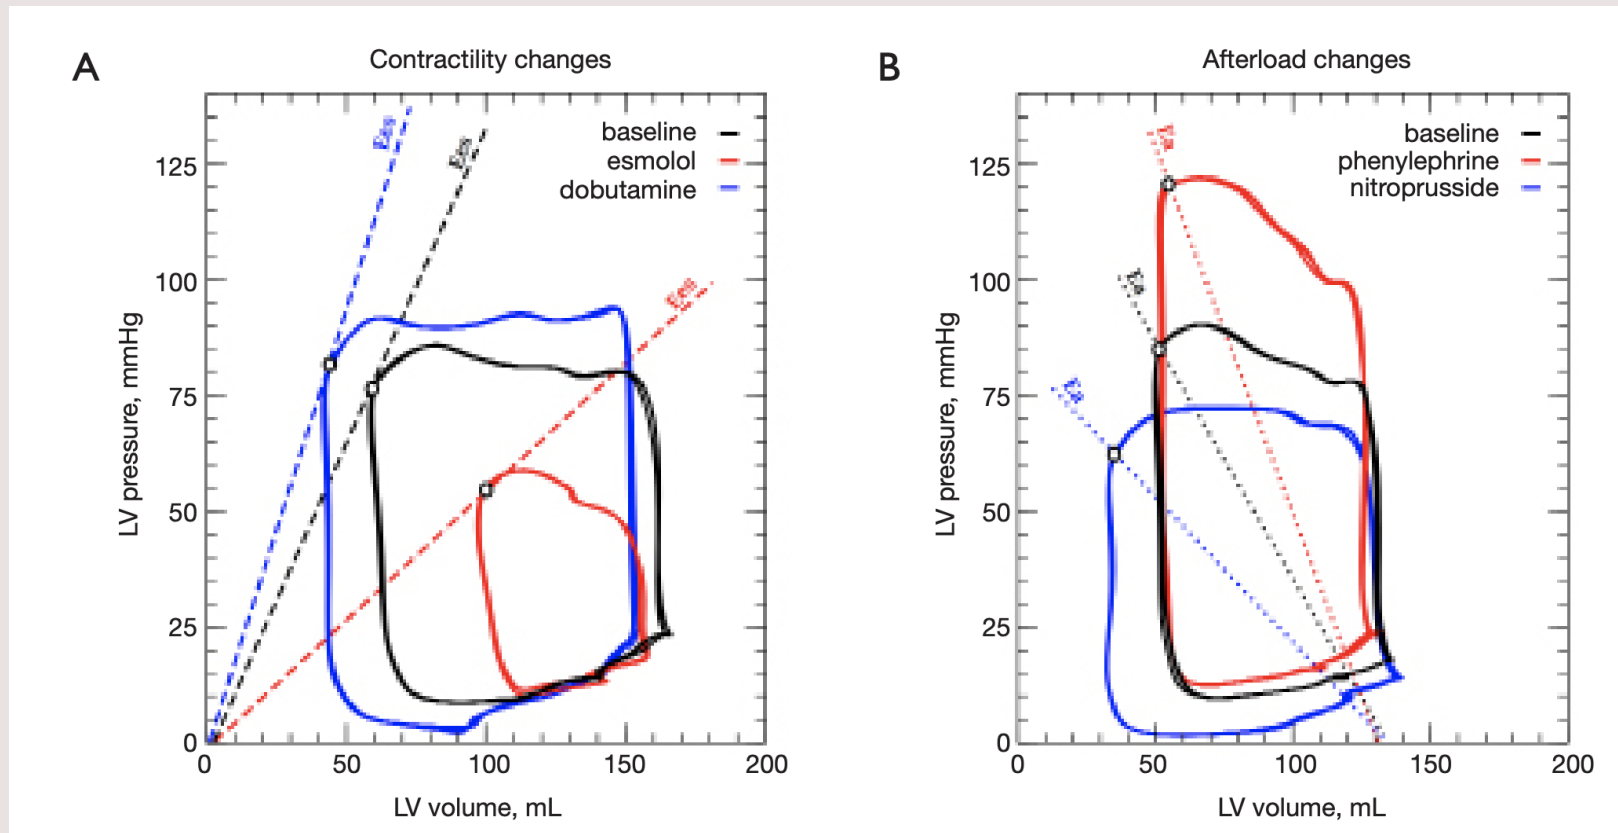 A
Contractility changes
baseline
esmolol
dobutamine
Ees
Ees
Ees
125
100
75
50
25
0
LV pressure, mmHg
0 50 100 150 200
LV volume, mL
B
Afterload changes
baseline
phenylephrine
nitroprusside
Ea
Ea
Ea
125
100
75
50
25
0
LV pressure, mmHg
0 50 100 150 200
LV volume, mL